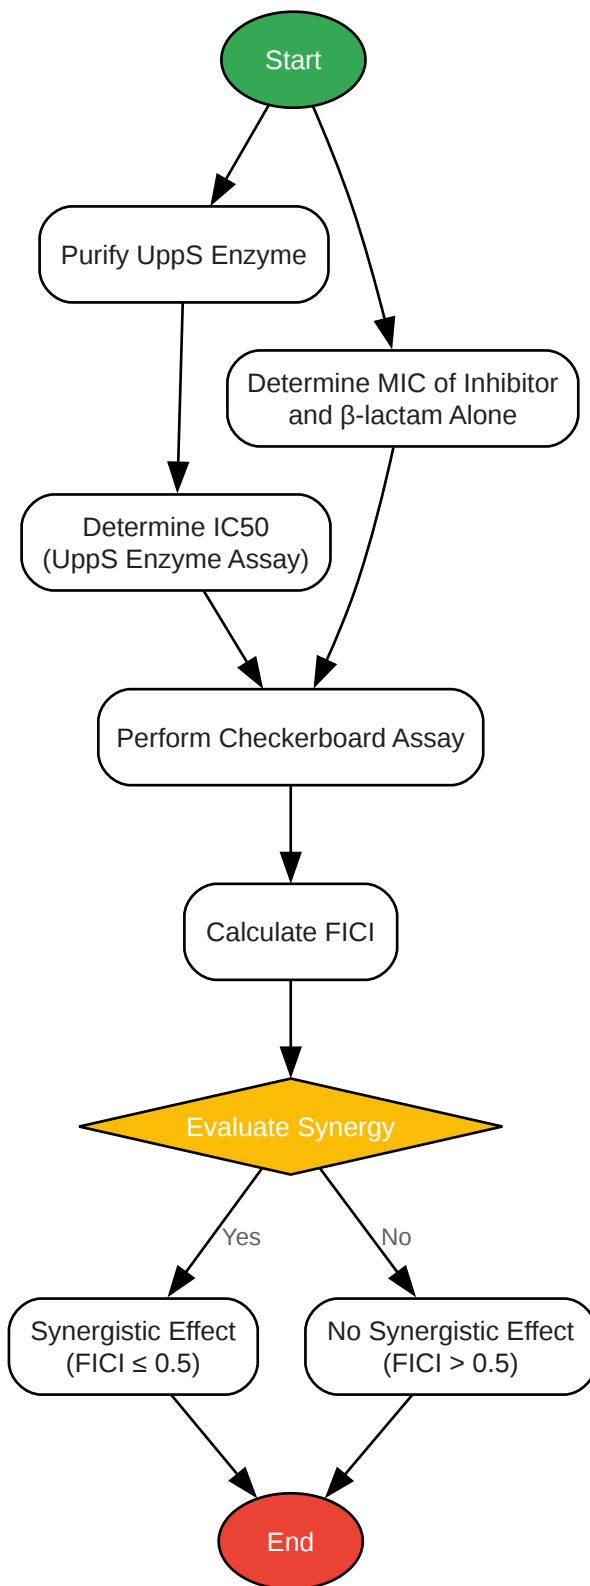 Start
Purify UppS Enzyme
Determine MIC of Inhibitor
and β-lactam Alone
Determine IC50
(UppS Enzyme Assay)
Perform Checkerboard Assay
Calculate FICI
Evaluate Synergy
Yes
No
Synergistic Effect
(FICI ≤ 0.5)
No Synergistic Effect
(FICI > 0.5)
End